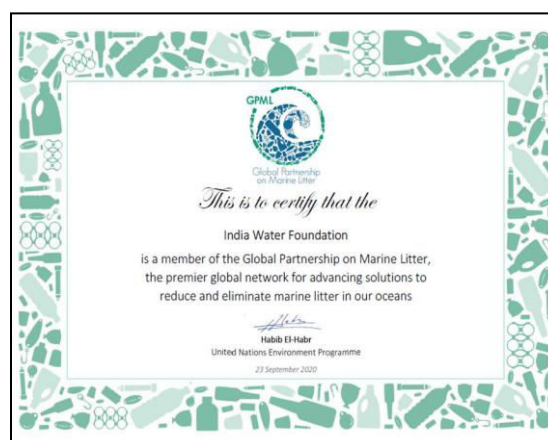 GPML
Global Partnership
on Marine Litter
This is to certify that the
India Water Foundation
is a member of the Global Partnership on Marine Litter,
the premier global network for advancing solutions to
reduce and eliminate marine litter in our oceans
Habib El-Habr
United Nations Environment Programme
23 September 2020